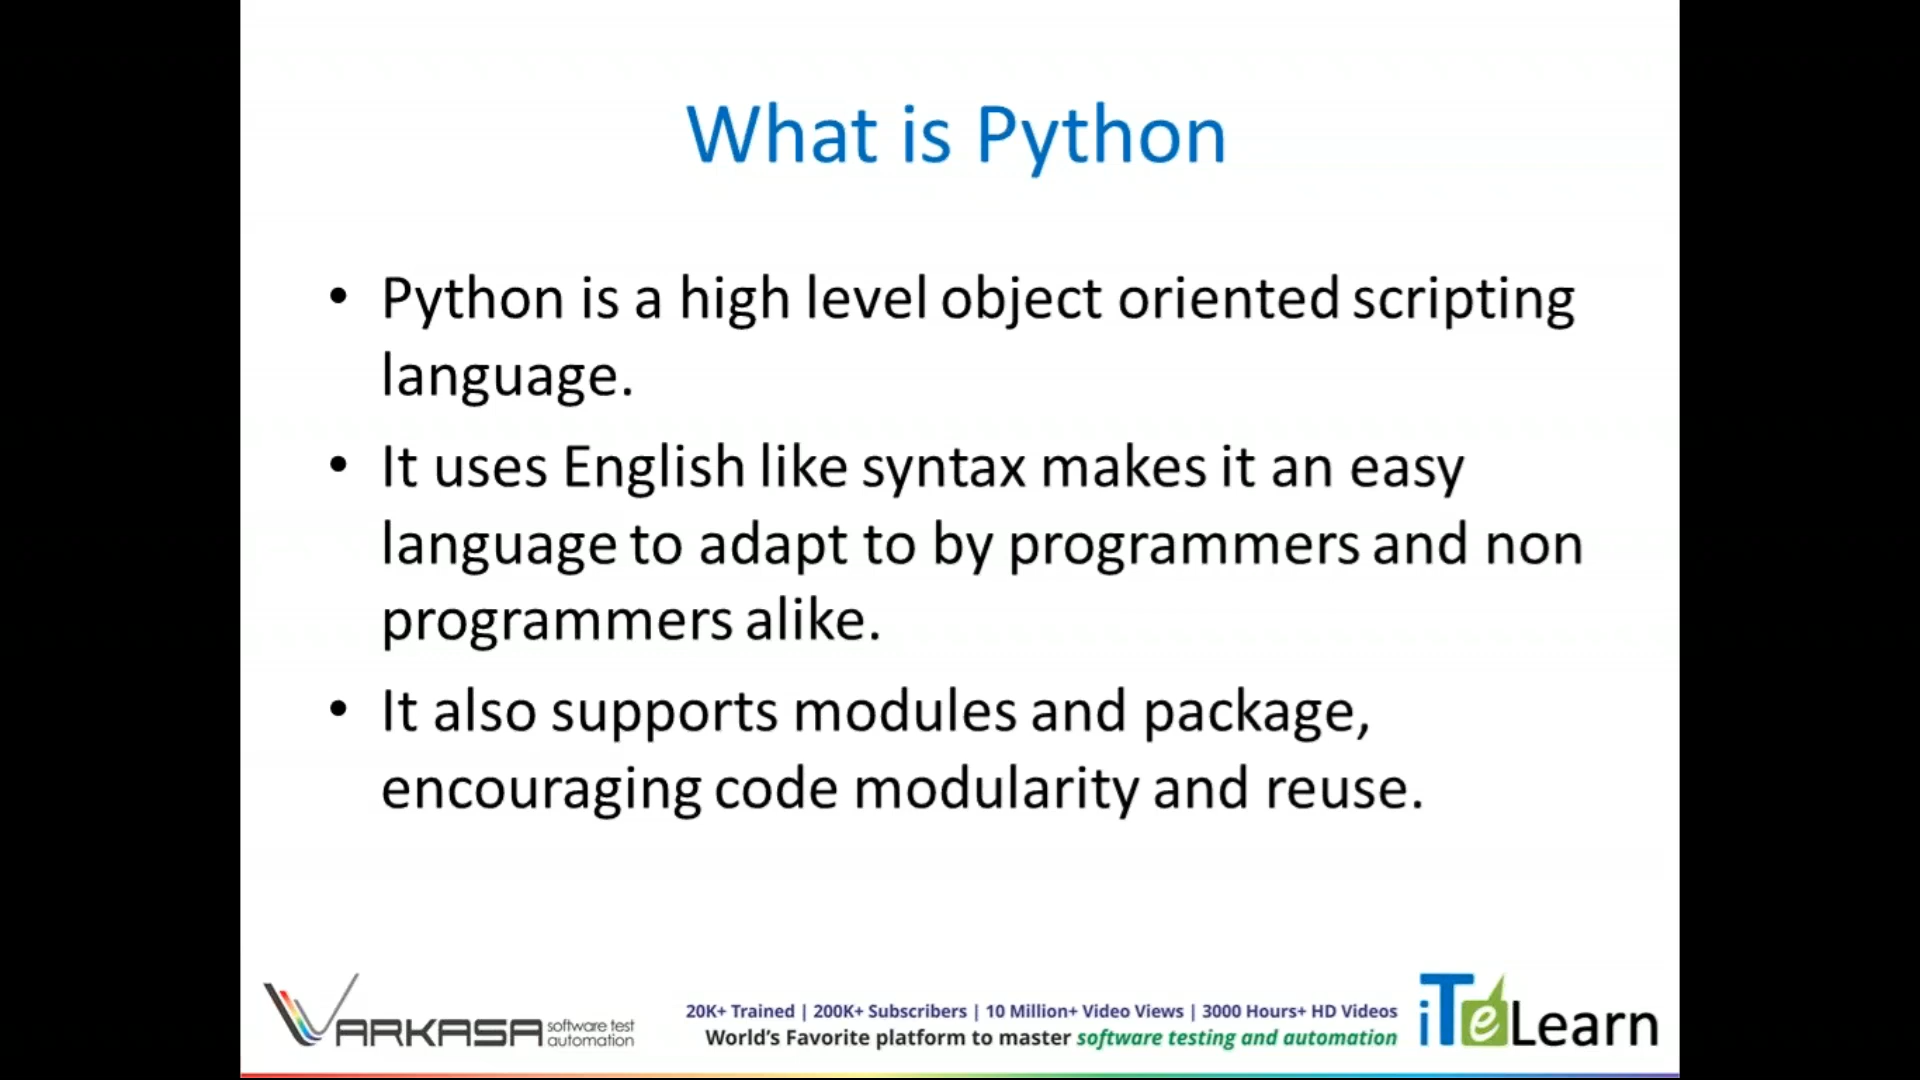 What is Python
• Python is a high level object oriented scripting
language.
• It uses English like syntax makes it an easy
language to adapt to by programmers and non
programmers alike.
• It also supports modules and package,
encouraging code modularity and reuse.
VARKASA software test
automation
20K+ Trained | 200K+ Subscribers | 10 Million+ Video Views | 3000 Hours+ HD Videos
World's Favorite platform to master software testing and automation
iTeLearn